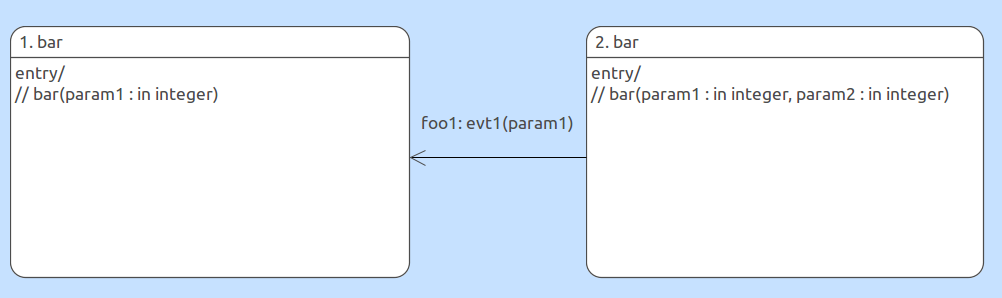 1. bar
entry/
// bar(param1 : in integer)
foo1: evt1(param1)
2. bar
entry/
// bar(param1 : in integer, param2 : in integer)